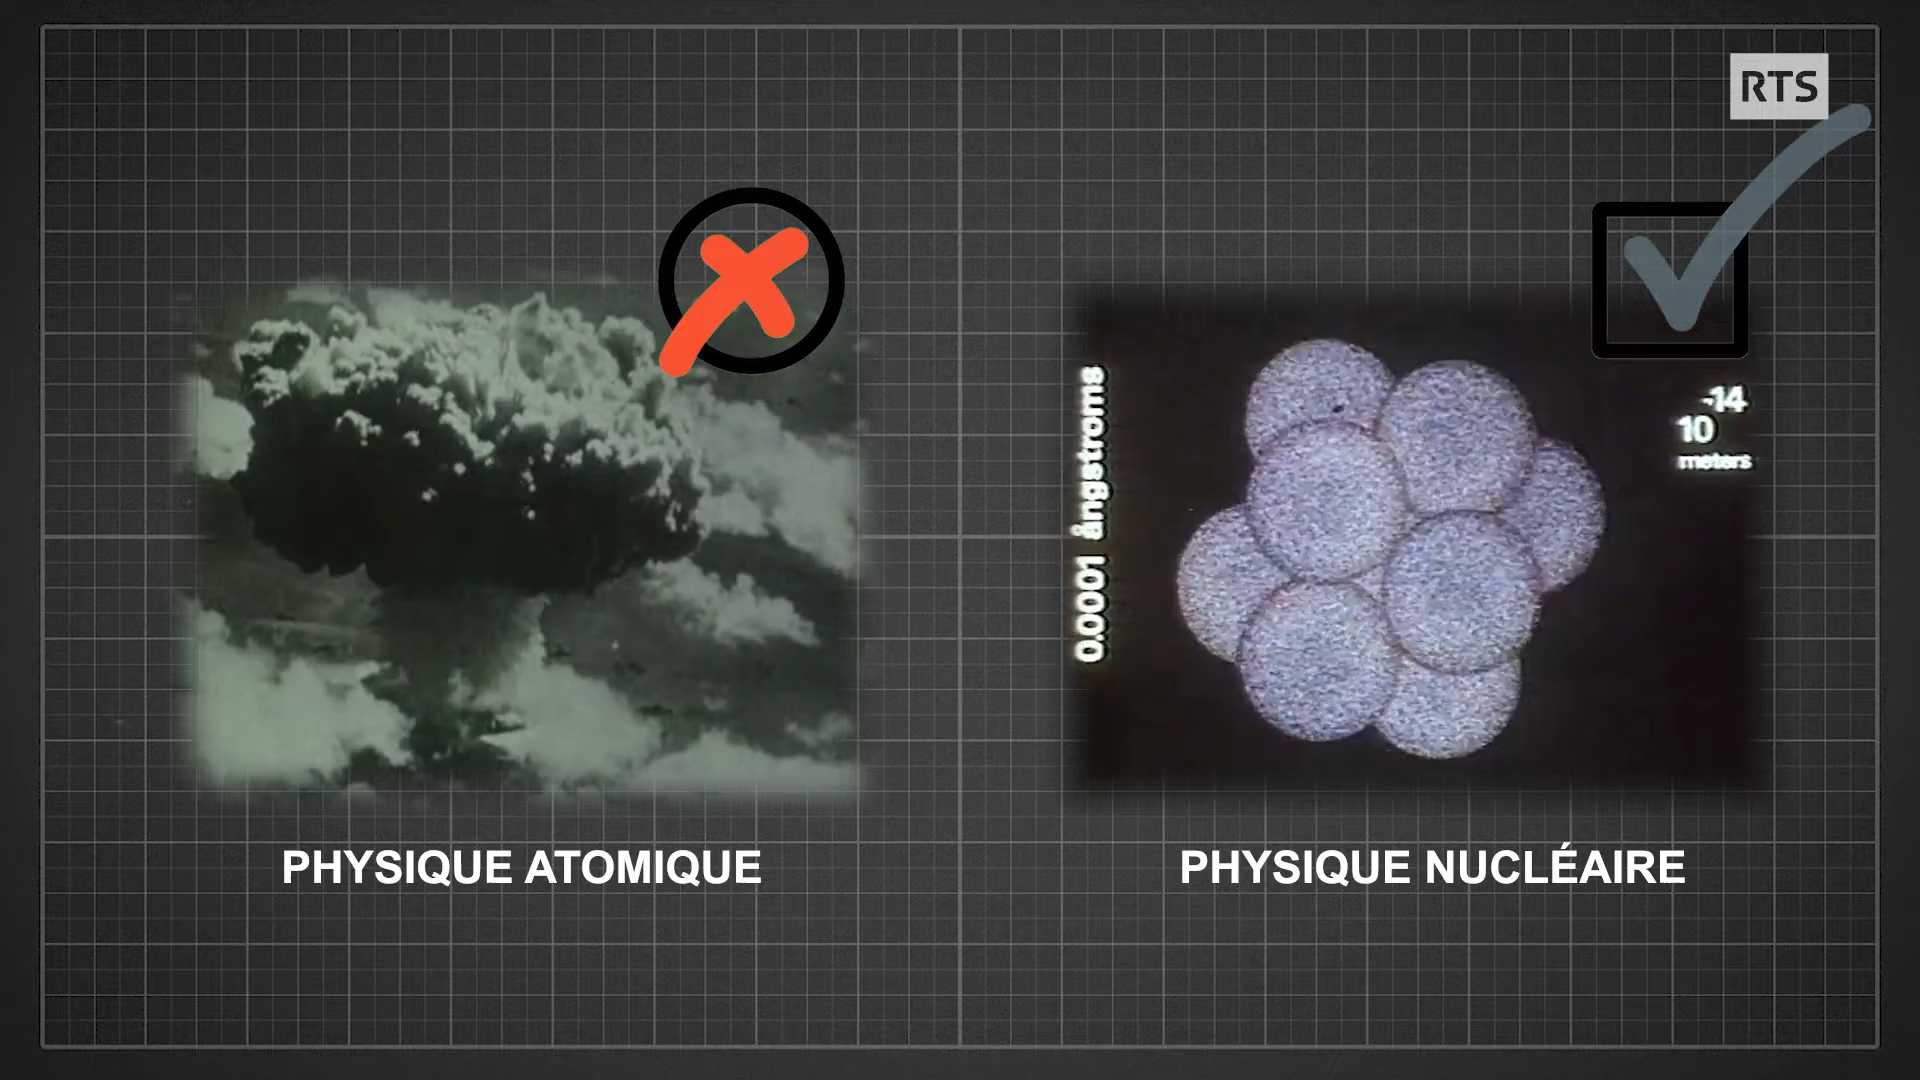 RTS
0.0001 ångstroms
-14
10
meters
PHYSIQUE ATOMIQUE
PHYSIQUE NUCLÉAIRE